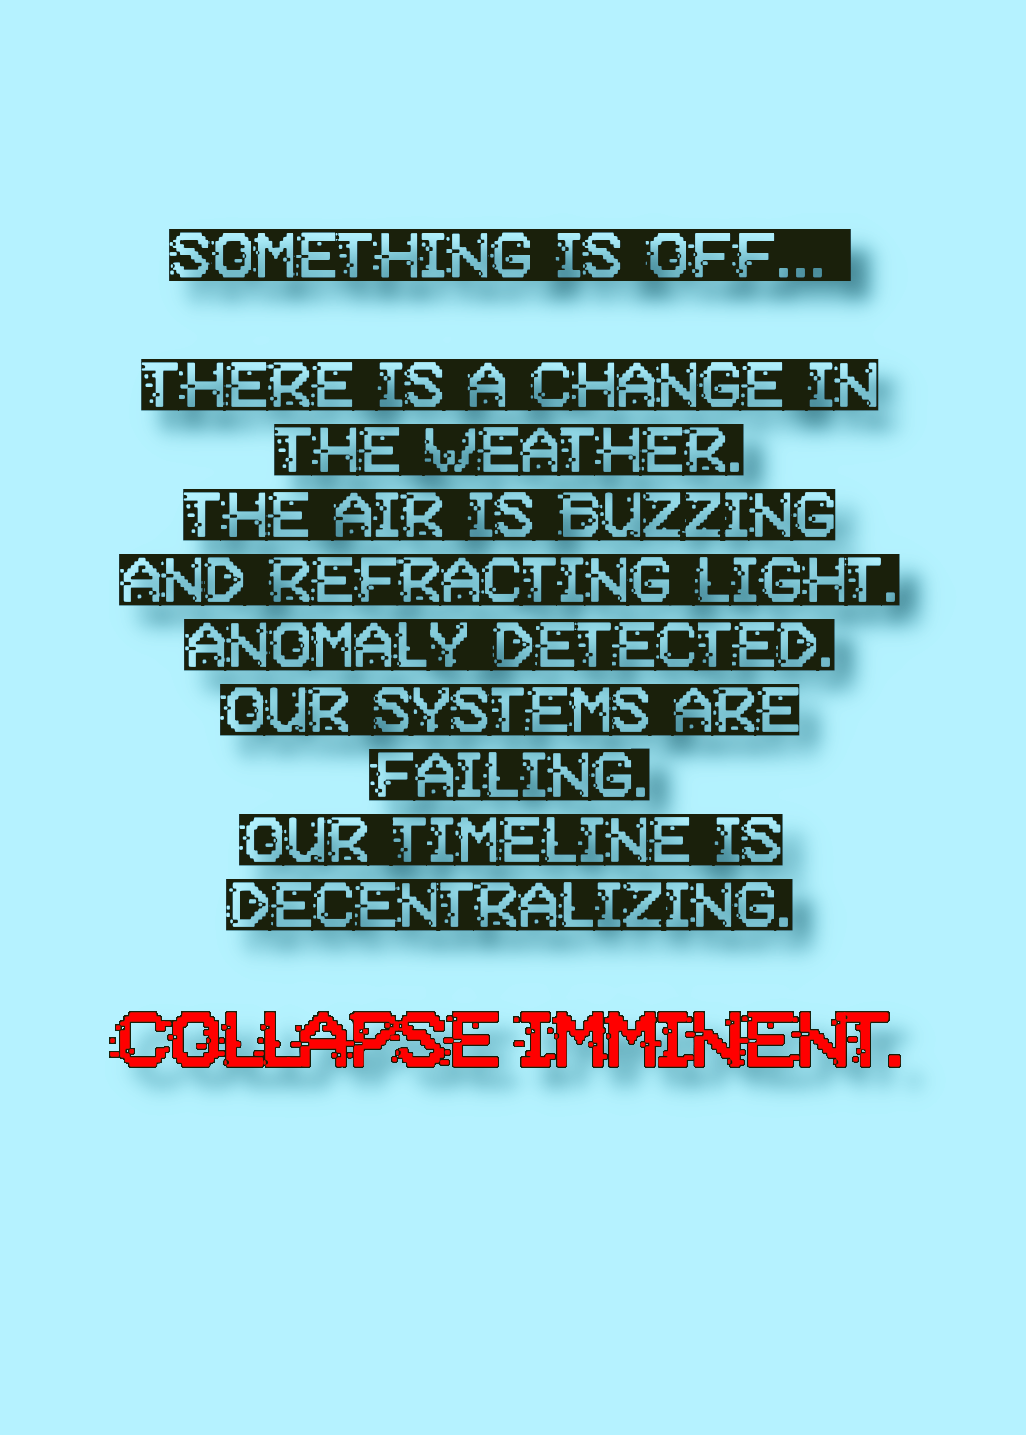 SOMETHING IS OFF...
THERE IS A CHANGE IN
THE WEATHER.
THE AIR IS BUZZING
AND REFRACTING LIGHT.
ANOMALY DETECTED.
OUR SYSTEMS ARE
FAILING.
OUR TIMELINE IS
DECENTRALIZING.
COLLAPSE IMMINENT.